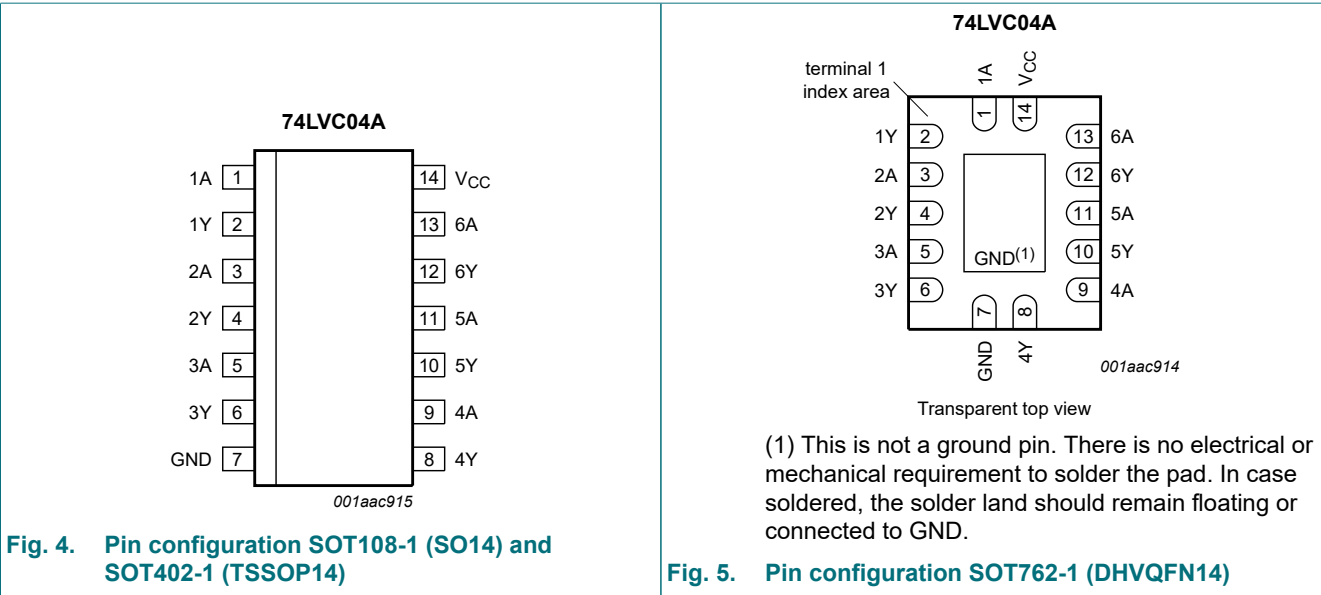 74LVC04A
1A 1 14 VCC
1Y 2 13 6A
2A 3 12 6Y
2Y 4 11 5A
3A 5 10 5Y
3Y 6 9 4A
GND 7 8 4Y
001aac915
Fig. 4. Pin configuration SOT108-1 (SO14) and
SOT402-1 (TSSOP14)
74LVC04A
terminal 1
index area
1A VCC
1 14
1Y 2 13 6A
2A 3 12 6Y
2Y 4 11 5A
3A 5 GND(1) 10 5Y
3Y 6 9 4A
7 8
GND 4Y
001aac914
Transparent top view
(1) This is not a ground pin. There is no electrical or
mechanical requirement to solder the pad. In case
soldered, the solder land should remain floating or
connected to GND.
Fig. 5. Pin configuration SOT762-1 (DHVQFN14)